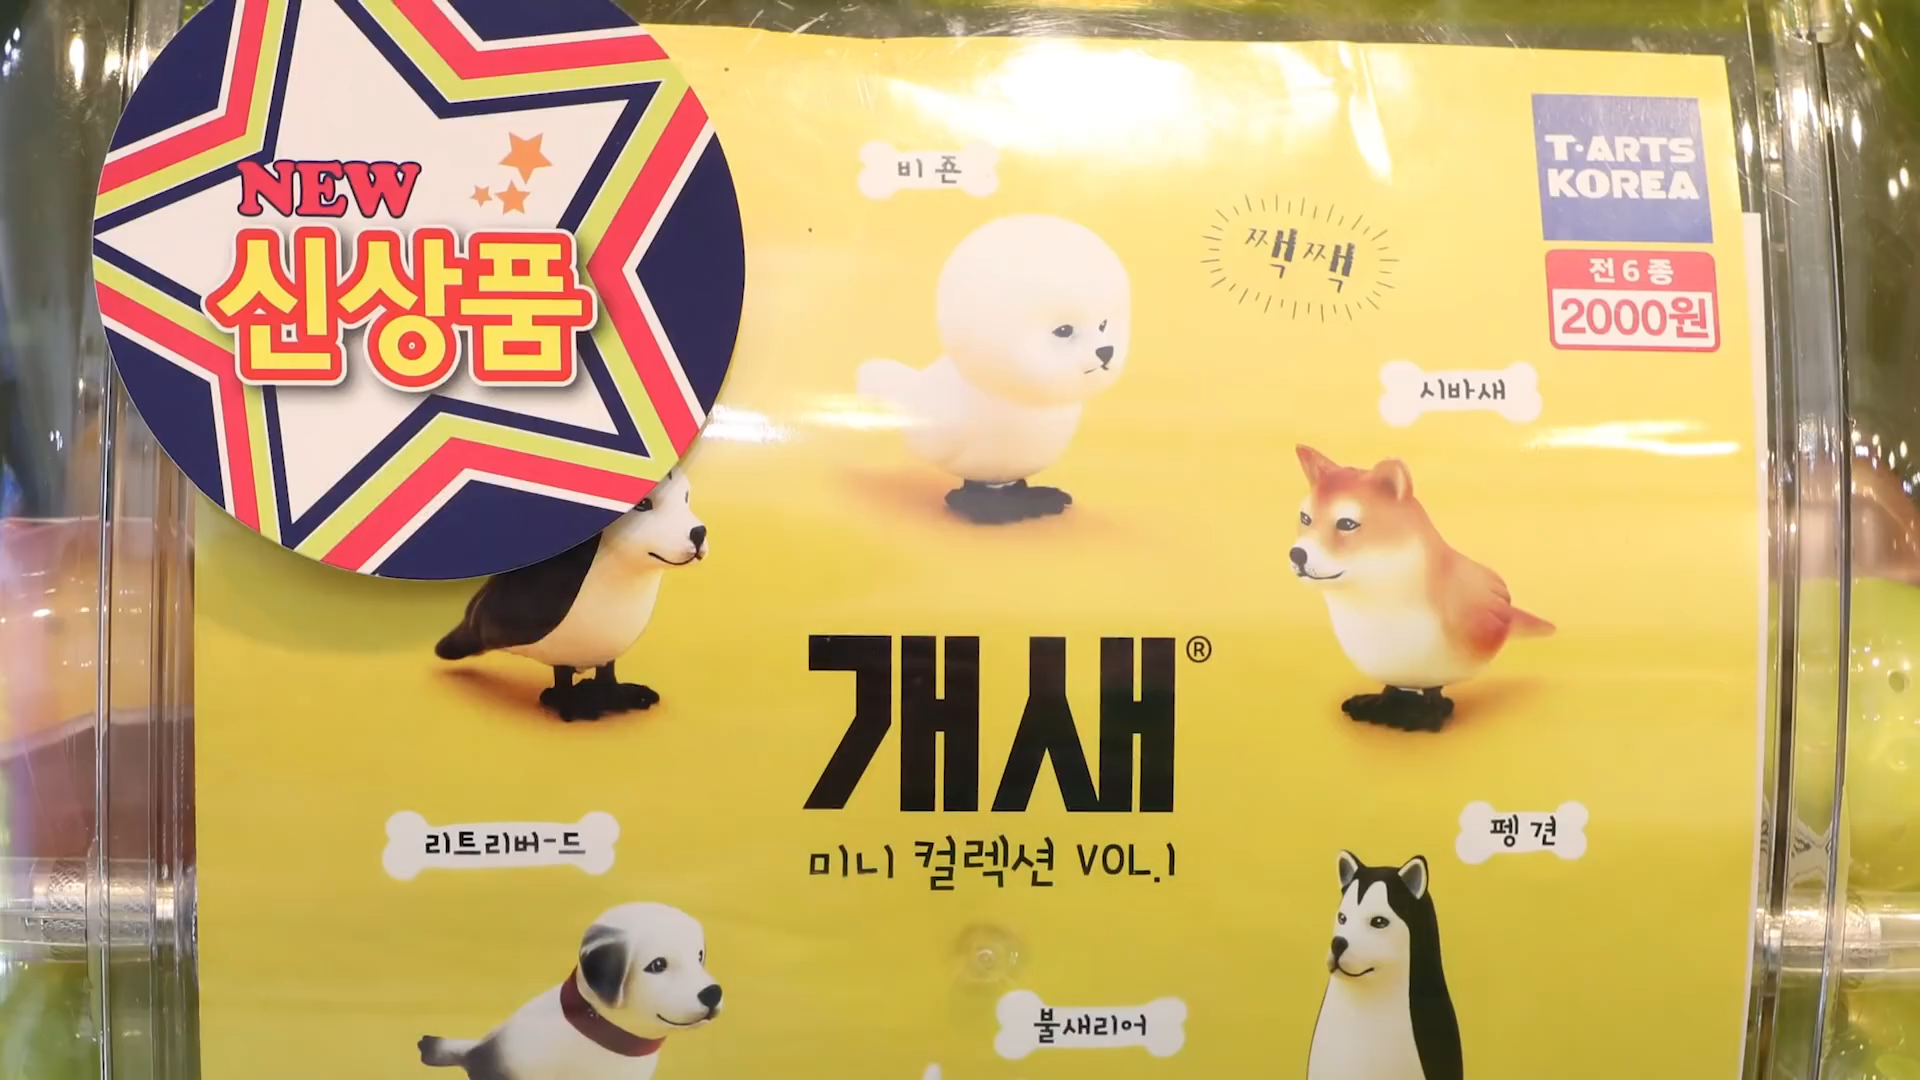 NEW
신상품
비죤
짹짹
T·ARTS
KOREA
전 6 종
2000원
시바새
개새®
미니 컬렉션 VOL.1
리트리버-드
펭견
불새리어